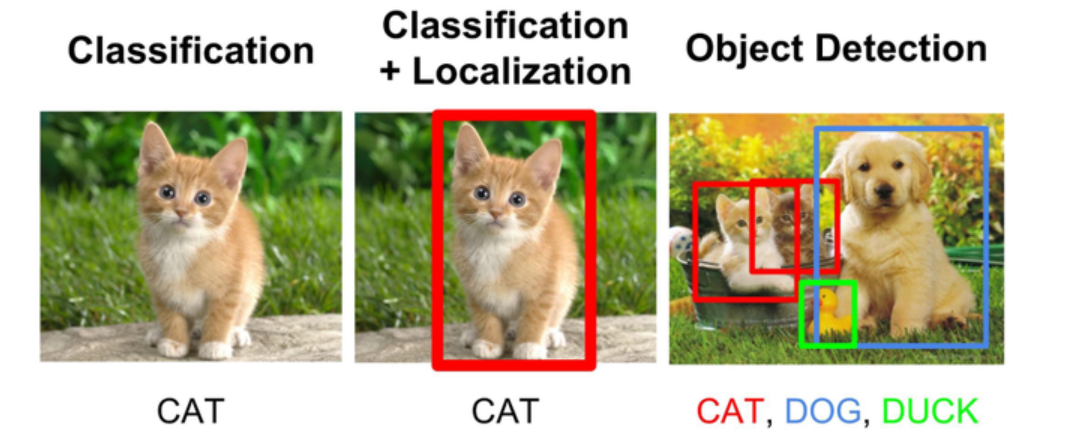 Classification
Classification
+ Localization
Object Detection
CAT
CAT
CAT, DOG, DUCK